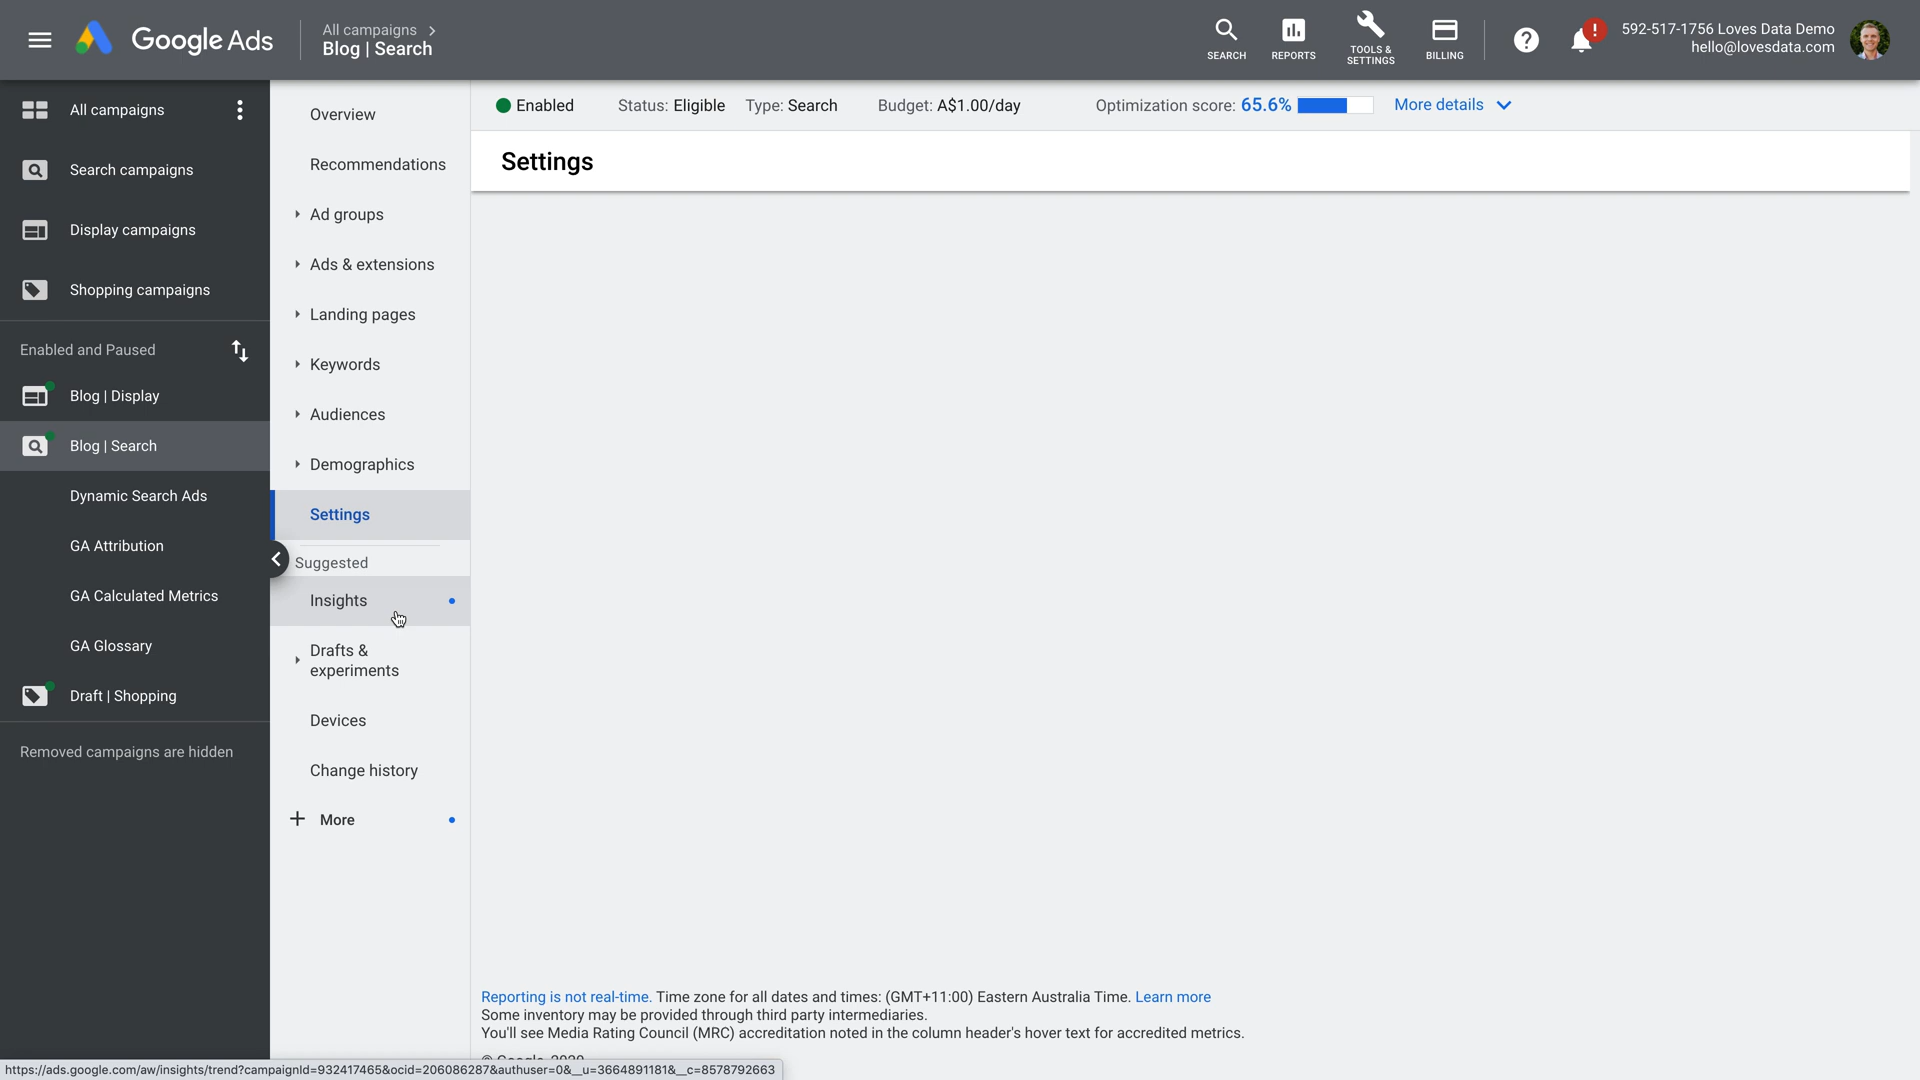 Google Ads
All campaigns
Blog | Search
SEARCH
REPORTS
TOOLS &
SETTINGS
BILLING
!
592-517-1756 Loves Data Demo
hello@lovesdata.com
All campaigns
Search campaigns
Display campaigns
Shopping campaigns
Enabled and Paused
Blog | Display
Blog | Search
Dynamic Search Ads
GA Attribution
GA Calculated Metrics
GA Glossary
Draft | Shopping
Removed campaigns are hidden
Overview
Recommendations
Ad groups
Ads & extensions
Landing pages
Keywords
Audiences
Demographics
Settings
Suggested
Insights
Drafts &
experiments
Devices
Change history
+ More
Enabled Status: Eligible Type: Search Budget: A$1.00/day Optimization score: 65.6% More details
Settings
Reporting is not real-time. Time zone for all dates and times: (GMT+11:00) Eastern Australia Time. Learn more
Some inventory may be provided through third party intermediaries.
You'll see Media Rating Council (MRC) accreditation noted in the column header's hover text for accredited metrics.
© Google, 2020
https://ads.google.com/aw/insights/trend?campaignId=932417465&ocid=206086287&authuser=0&__u=3664891181&__c=8578792663